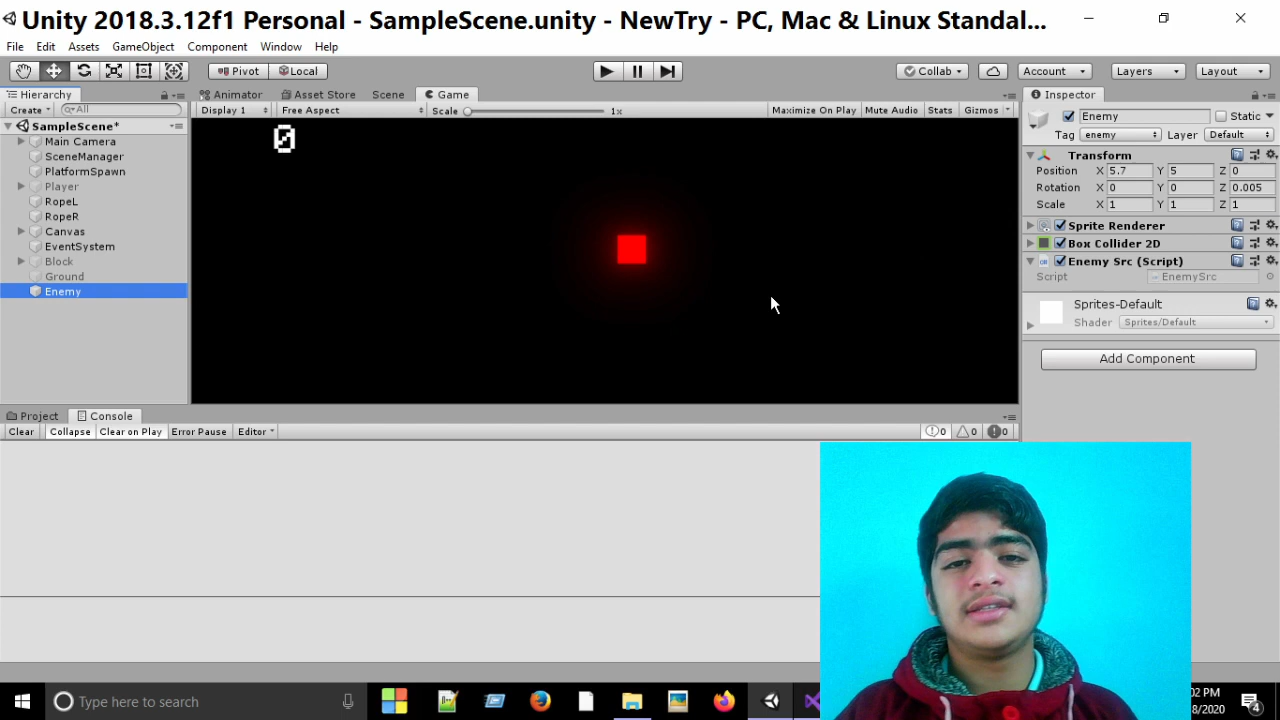 Unity 2018.3.12f1 Personal - SampleScene.unity - NewTry - PC, Mac & Linux Standal...
File Edit Assets GameObject Component Window Help
Pivot Local Collab Account Layers Layout
Hierarchy Animator Asset Store Scene Game Inspector
Create All Display 1 Free Aspect Scale 1x Maximize On Play Mute Audio Stats Gizmos Enemy Static
SampleScene*
Tag enemy Layer Default
Main Camera
SceneManager
PlatformSpawn
Player
RopeL
RopeR
Canvas
EventSystem
Block
Ground
Enemy
0
Transform
Position X 5.7 Y 5 Z 0
Rotation X 0 Y 0 Z 0.005
Scale X 1 Y 1 Z 1
Sprite Renderer
Box Collider 2D
Enemy Src (Script)
Script EnemySrc
Sprites-Default
Shader Sprites/Default
Add Component
Project Console
Clear Collapse Clear on Play Error Pause Editor 0 0 0
Type here to search
02 PM
8/2020
4